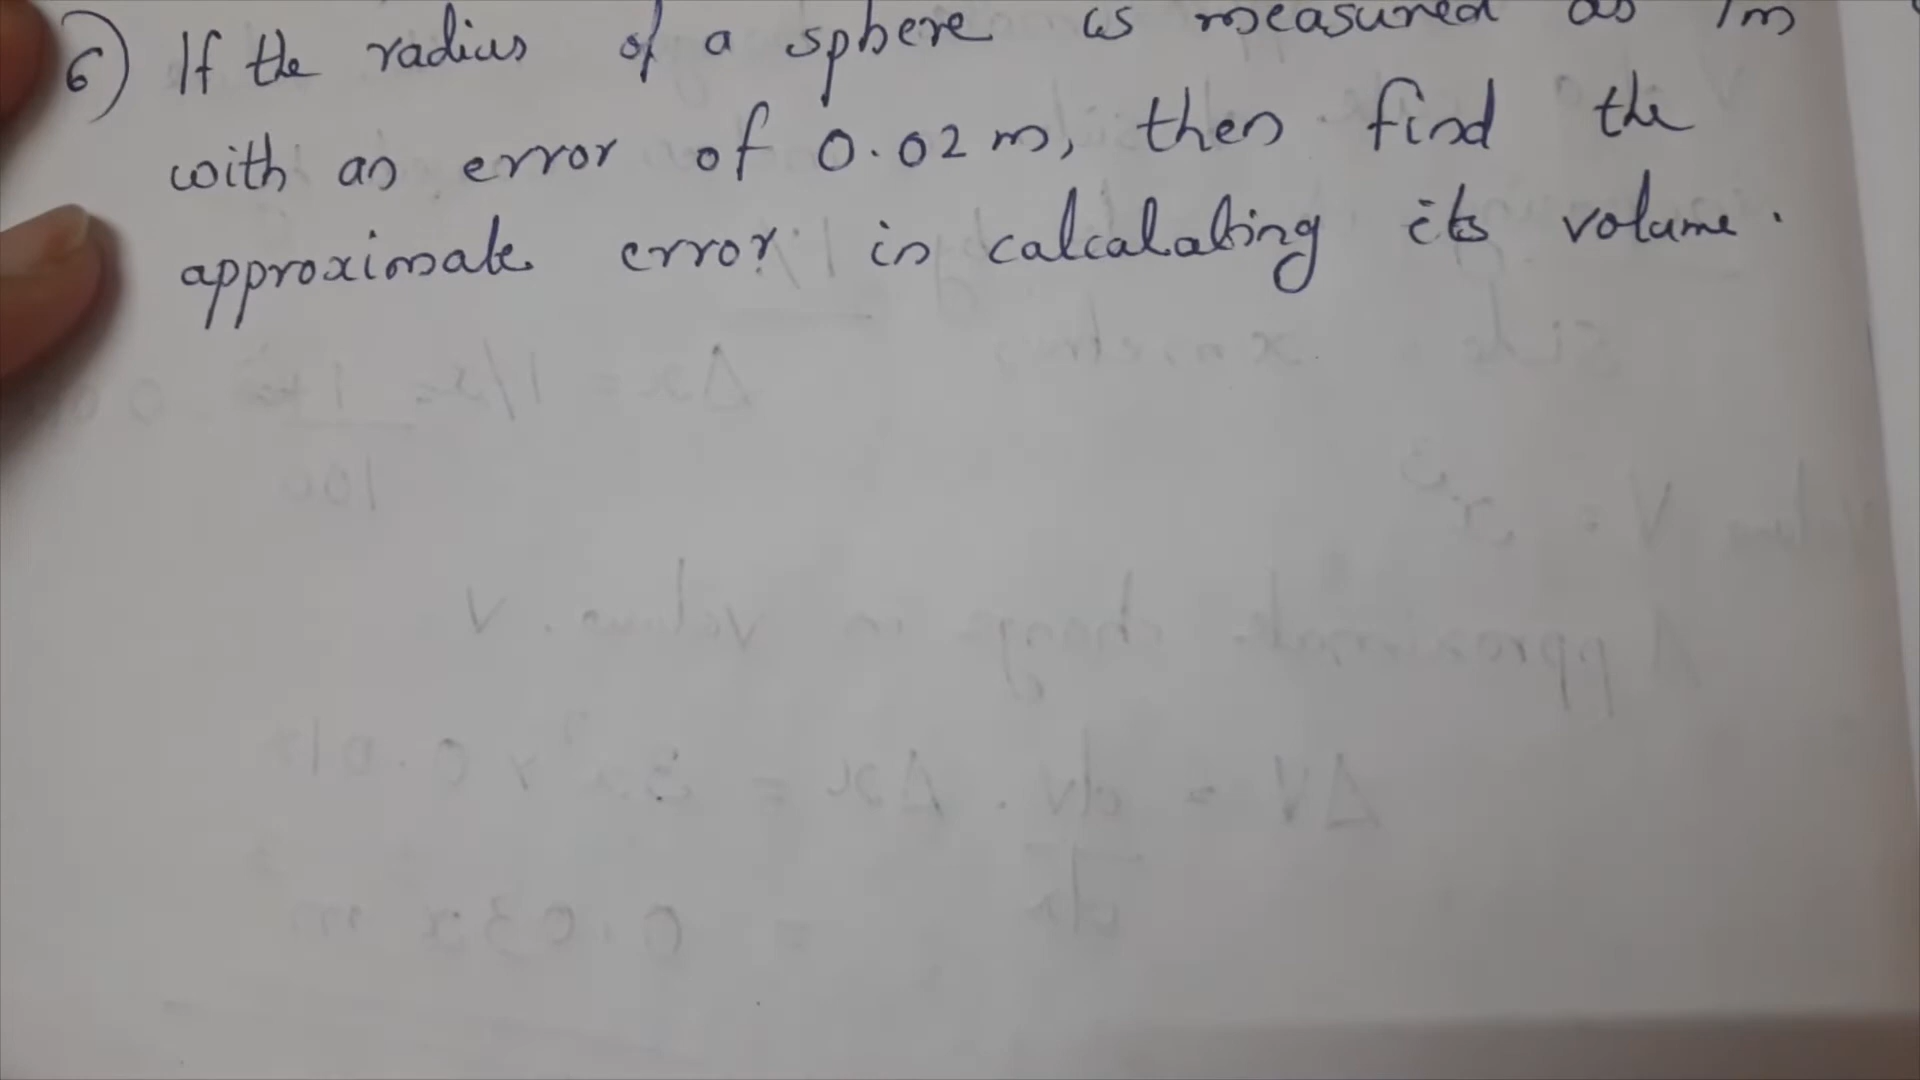 6) If the radius of a sphere is measured as 7m
with an error of 0.02 m, then find the
approximate error in calculating its volume.